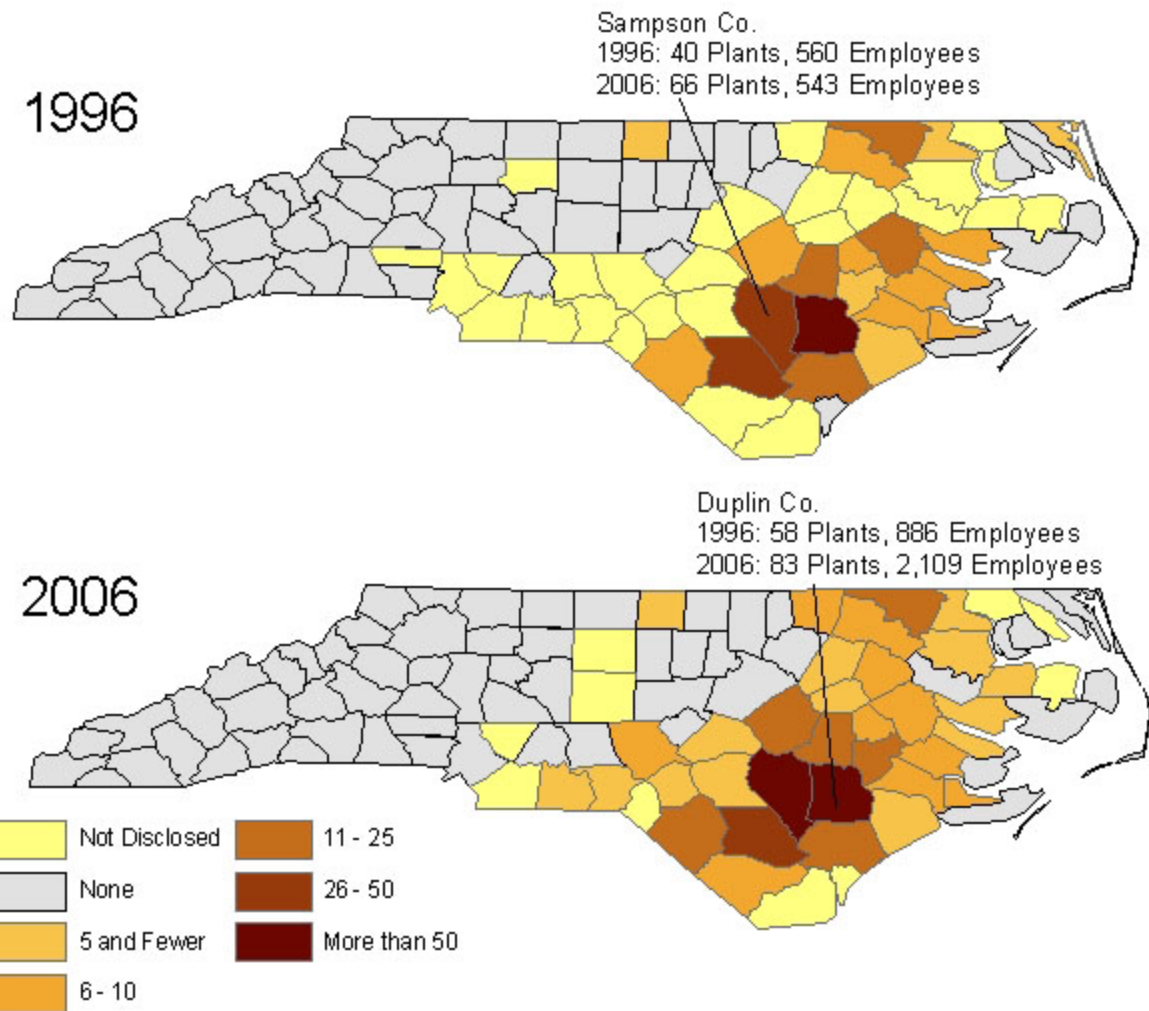 Sampson Co.
1996: 40 Plants, 560 Employees
2006: 66 Plants, 543 Employees
1996
Duplin Co.
1996: 58 Plants, 886 Employees
2006: 83 Plants, 2,109 Employees
2006
Not Disclosed
None
5 and Fewer
6 - 10
11 - 25
26 - 50
More than 50